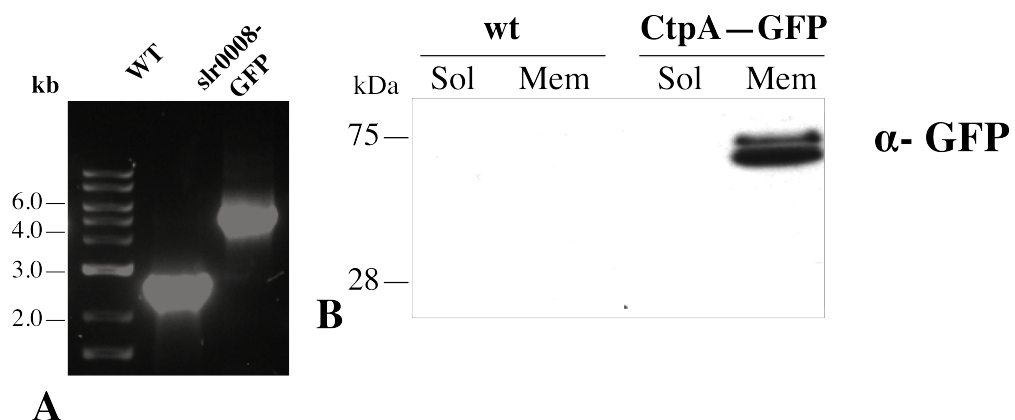 WT
slr0008-
GFP
kb
6.0
4.0
3.0
2.0
A
wt
CtpA—GFP
Sol Mem Sol Mem
kDa
75
28
α- GFP
B